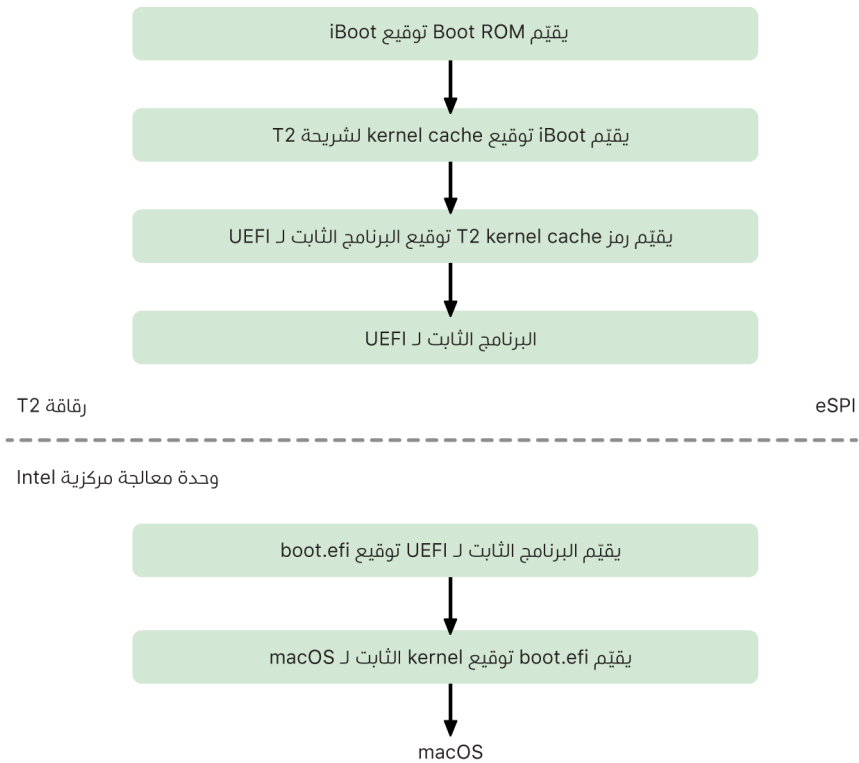 يقيّم Boot ROM توقيع iBoot
يقيّم iBoot توقيع kernel cache لشريحة T2
يقيّم رمز T2 kernel cache توقيع البرنامج الثابت لـ UEFI
البرنامج الثابت لـ UEFI
eSPI
رقاقة T2
وحدة معالجة مركزية Intel
يقيّم البرنامج الثابت لـ UEFI توقيع boot.efi
يقيّم boot.efi توقيع kernel الثابت لـ macOS
macOS